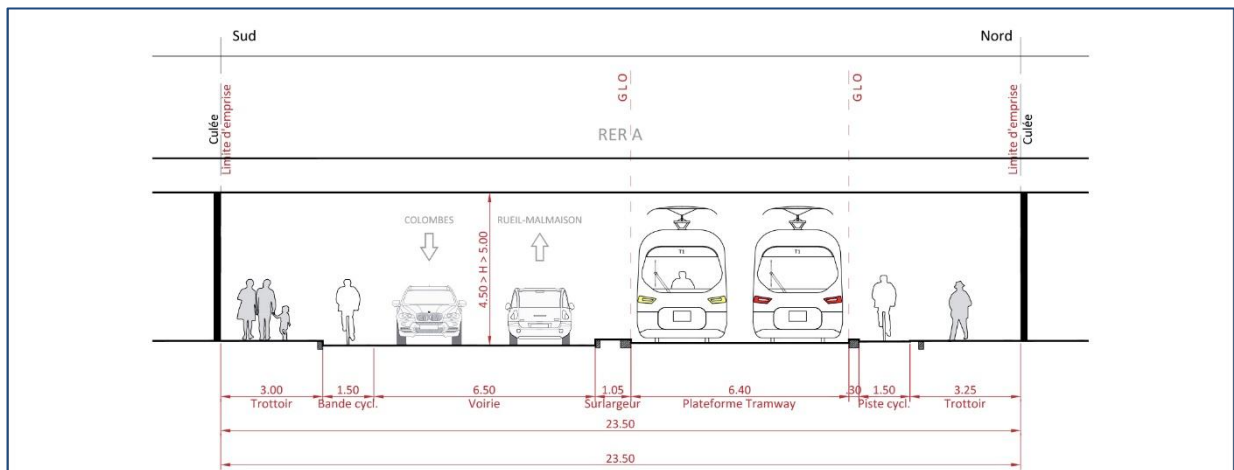 Sud
Nord
Culée
Limite d'emprise
GLO
GLO
Limite d'emprise
Culée
RER A
COLOMBES
RUEIL-MALMAISON
4.50 > H > 5.00
T1
T1
3.00
1.50
6.50
1.05
6.40
.30
1.50
3.25
Trottoir
Bande cycl.
Voirie
Surlargeur
Plateforme Tramway
Piste cycl.
Trottoir
23.50
23.50